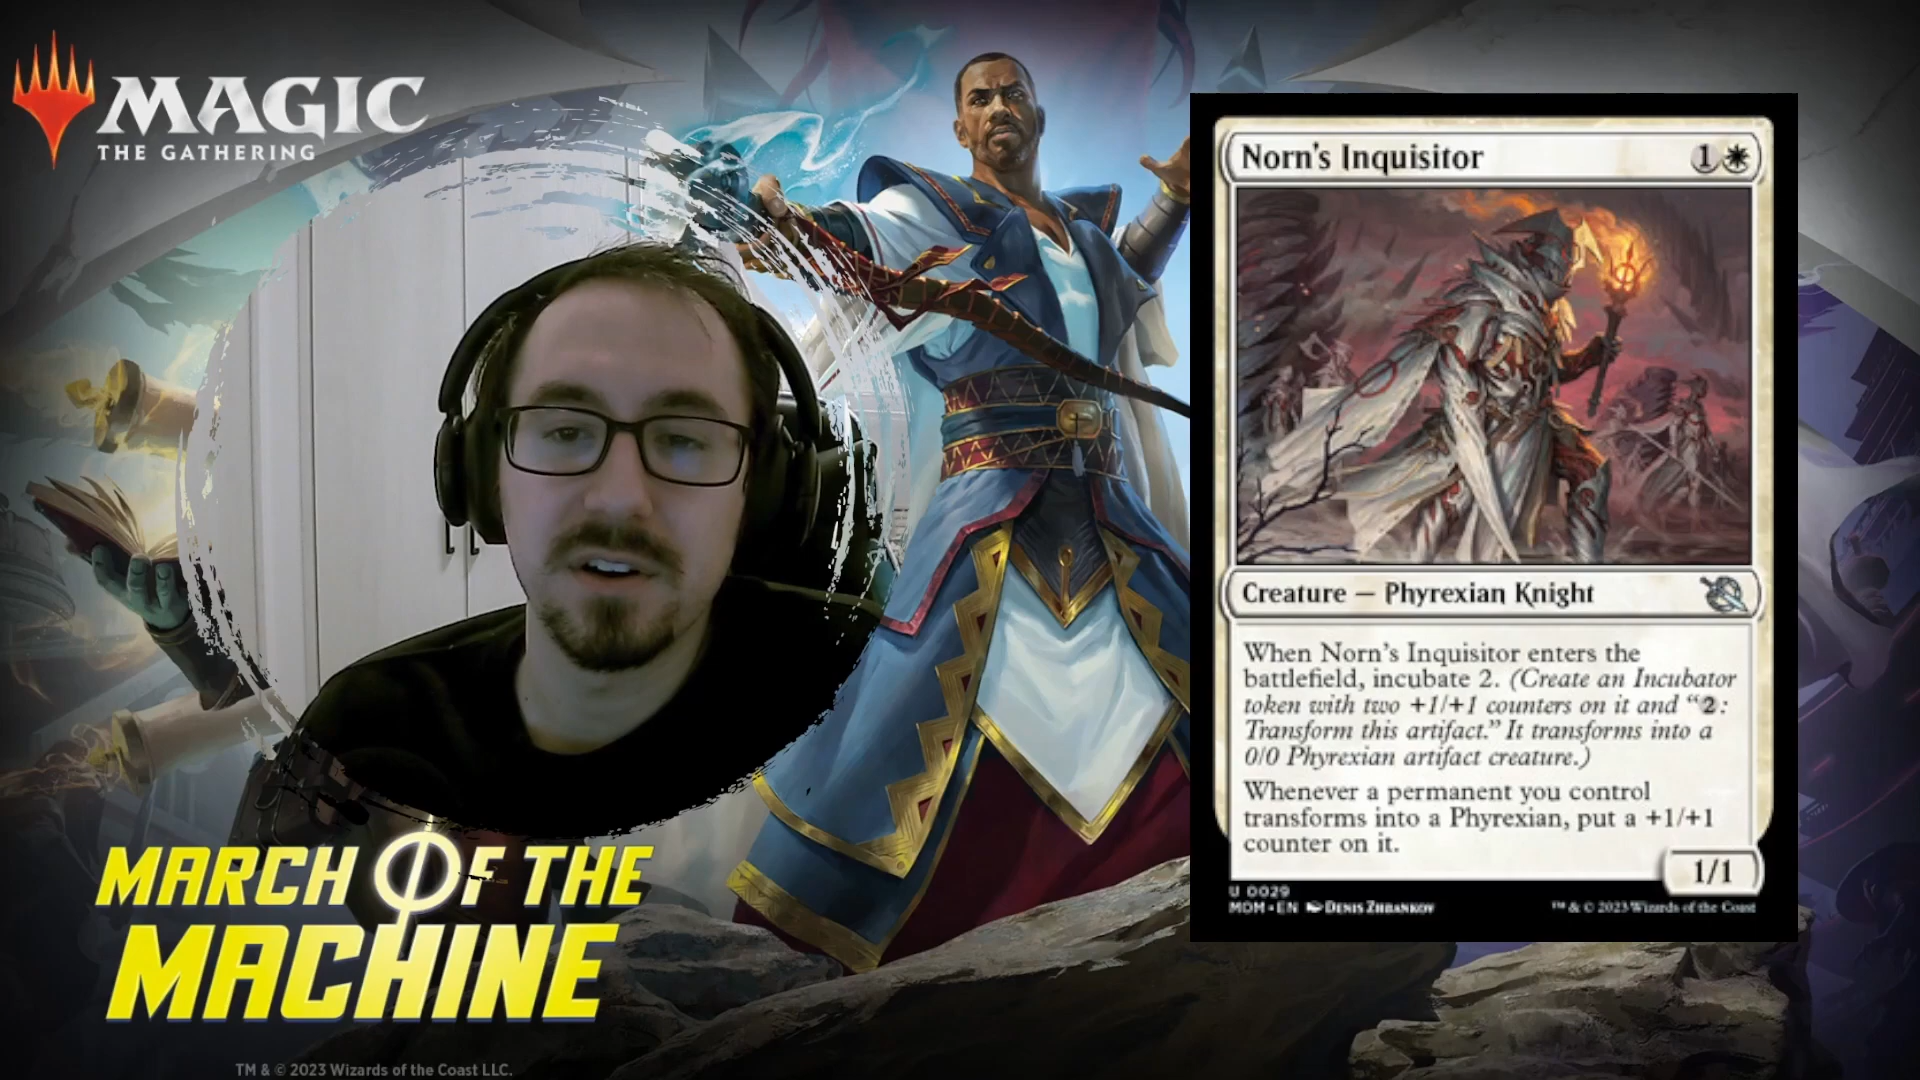 MAGIC
THE GATHERING
Norn's Inquisitor
1
Creature — Phyrexian Knight
When Norn's Inquisitor enters the
battlefield, incubate 2. (Create an Incubator
token with two +1/+1 counters on it and “2:
Transform this artifact.” It transforms into a
0/0 Phyrexian artifact creature.)
Whenever a permanent you control
transforms into a Phyrexian, put a +1/+1
counter on it.
1/1
U 0029
MOM • EN DENIS ZHBANKOV
™ & © 2023 Wizards of the Coast
MARCH OF THE
MACHINE
TM & © 2023 Wizards of the Coast LLC.